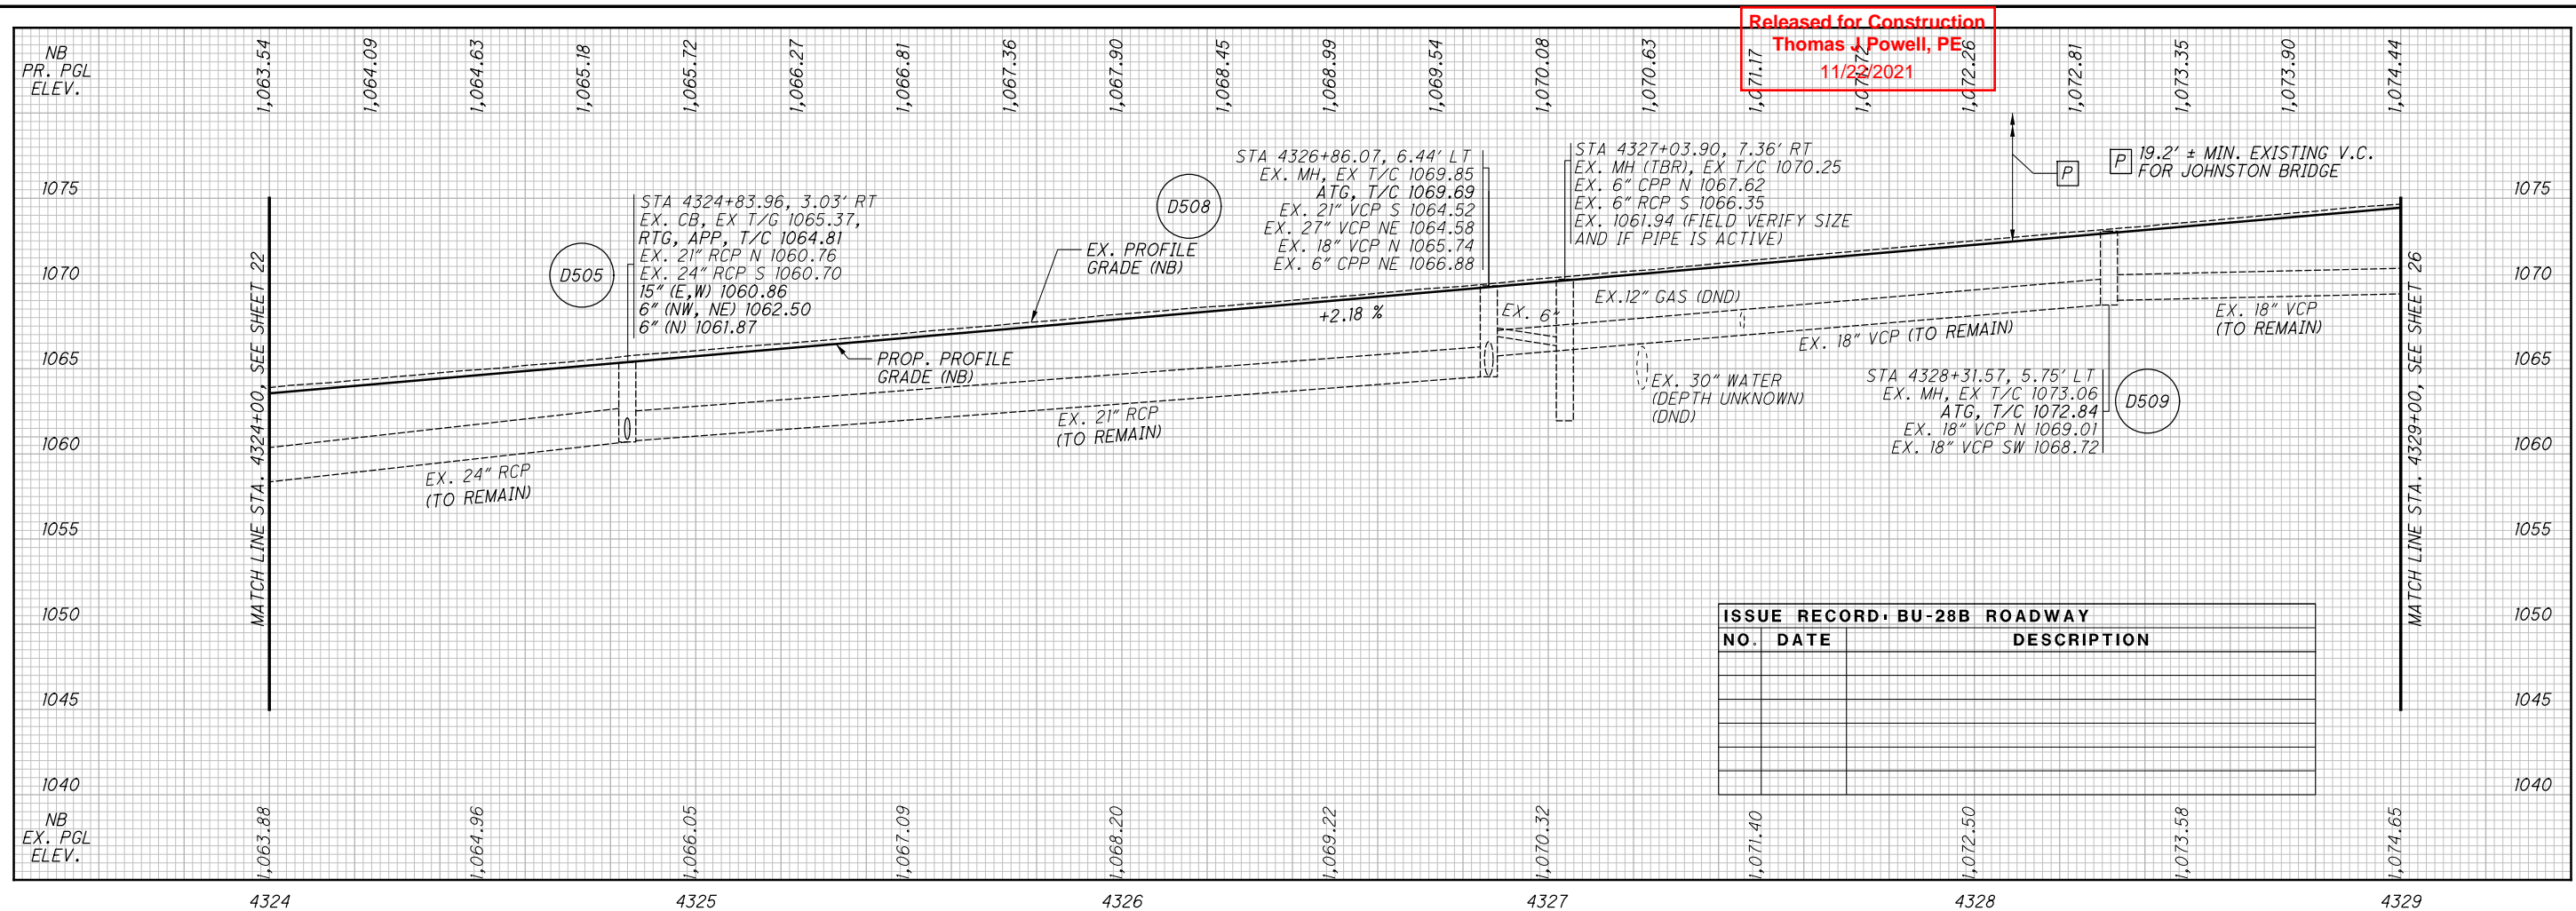 Released for Construction
Thomas J Powell, PE
11/22/2021
NB
PR. PGL
ELEV.
1,063.54
1,064.09
1,064.63
1,065.18
1,065.72
1,066.27
1,066.81
1,067.36
1,067.90
1,068.45
1,068.99
1,069.54
1,070.08
1,070.63
1,071.17
1,071.72
1,072.26
1,072.81
1,073.35
1,073.90
1,074.44
1075
1070
1065
1060
1055
1050
1045
1040
MATCH LINE STA. 4324+00, SEE SHEET 22
D505
STA 4324+83.96, 3.03' RT
EX. CB, EX T/G 1065.37,
RTG, APP, T/C 1064.81
EX. 21" RCP N 1060.76
EX. 24" RCP S 1060.70
15" (E,W) 1060.86
6" (NW, NE) 1062.50
6" (N) 1061.87
EX. 24" RCP
(TO REMAIN)
PROP. PROFILE
GRADE (NB)
EX. PROFILE
GRADE (NB)
EX. 21" RCP
(TO REMAIN)
D508
STA 4326+86.07, 6.44' LT
EX. MH, EX T/C 1069.85
ATG, T/C 1069.69
EX. 21" VCP S 1064.52
EX. 27" VCP NE 1064.58
EX. 18" VCP N 1065.74
EX. 6" CPP NE 1066.88
+2.18 %
STA 4327+03.90, 7.36' RT
EX. MH (TBR), EX T/C 1070.25
EX. 6" CPP N 1067.62
EX. 6" RCP S 1066.35
EX. 1061.94 (FIELD VERIFY SIZE
AND IF PIPE IS ACTIVE)
EX. 6"
EX.12" GAS (DND)
EX. 30" WATER
(DEPTH UNKNOWN)
(DND)
EX. 18" VCP (TO REMAIN)
P
P
19.2' ± MIN. EXISTING V.C.
FOR JOHNSTON BRIDGE
STA 4328+31.57, 5.75' LT
EX. MH, EX T/C 1073.06
ATG, T/C 1072.84
EX. 18" VCP N 1069.01
EX. 18" VCP SW 1068.72
D509
EX. 18" VCP
(TO REMAIN)
MATCH LINE STA. 4329+00, SEE SHEET 26
1075
1070
1065
1060
1055
1050
1045
1040
ISSUE RECORD: BU-28B ROADWAY
NO. DATE DESCRIPTION
NB
EX. PGL
ELEV.
1,063.88
1,064.96
1,066.05
1,067.09
1,068.20
1,069.22
1,070.32
1,071.40
1,072.50
1,073.58
1,074.65
4324
4325
4326
4327
4328
4329